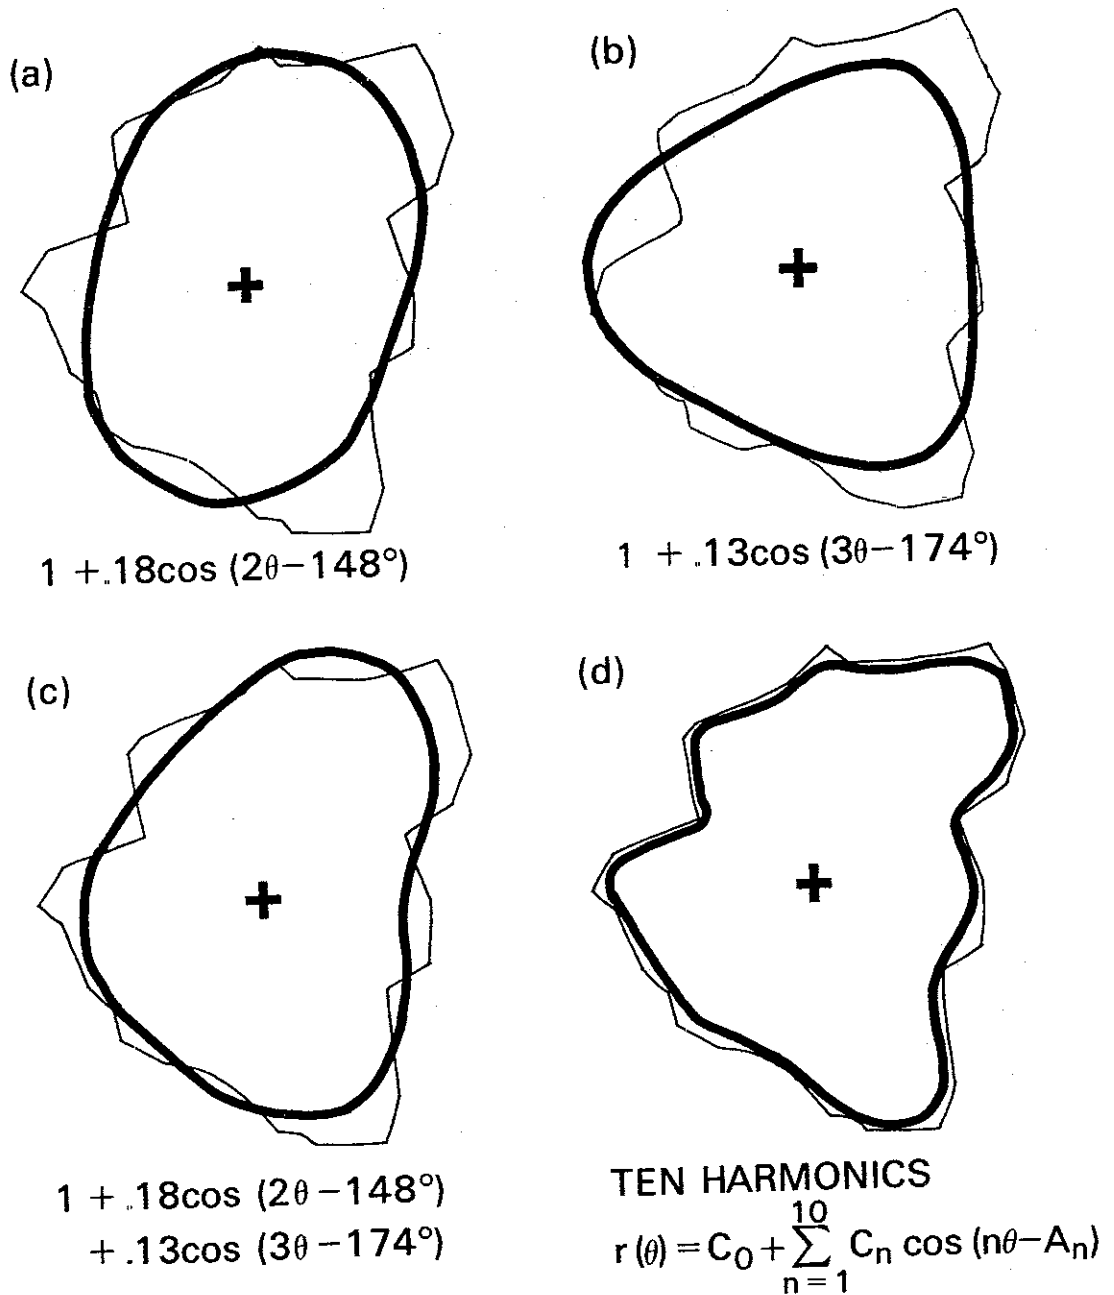 (a)
(b)
1 + .18cos (2θ−148°)
1 + .13cos (3θ−174°)
(c)
(d)
1 + .18cos (2θ−148°)
+ .13cos (3θ−174°)
TEN HARMONICS
r (θ) = C₀ + ∑ Cₙ cos (nθ−Aₙ)
10
n = 1